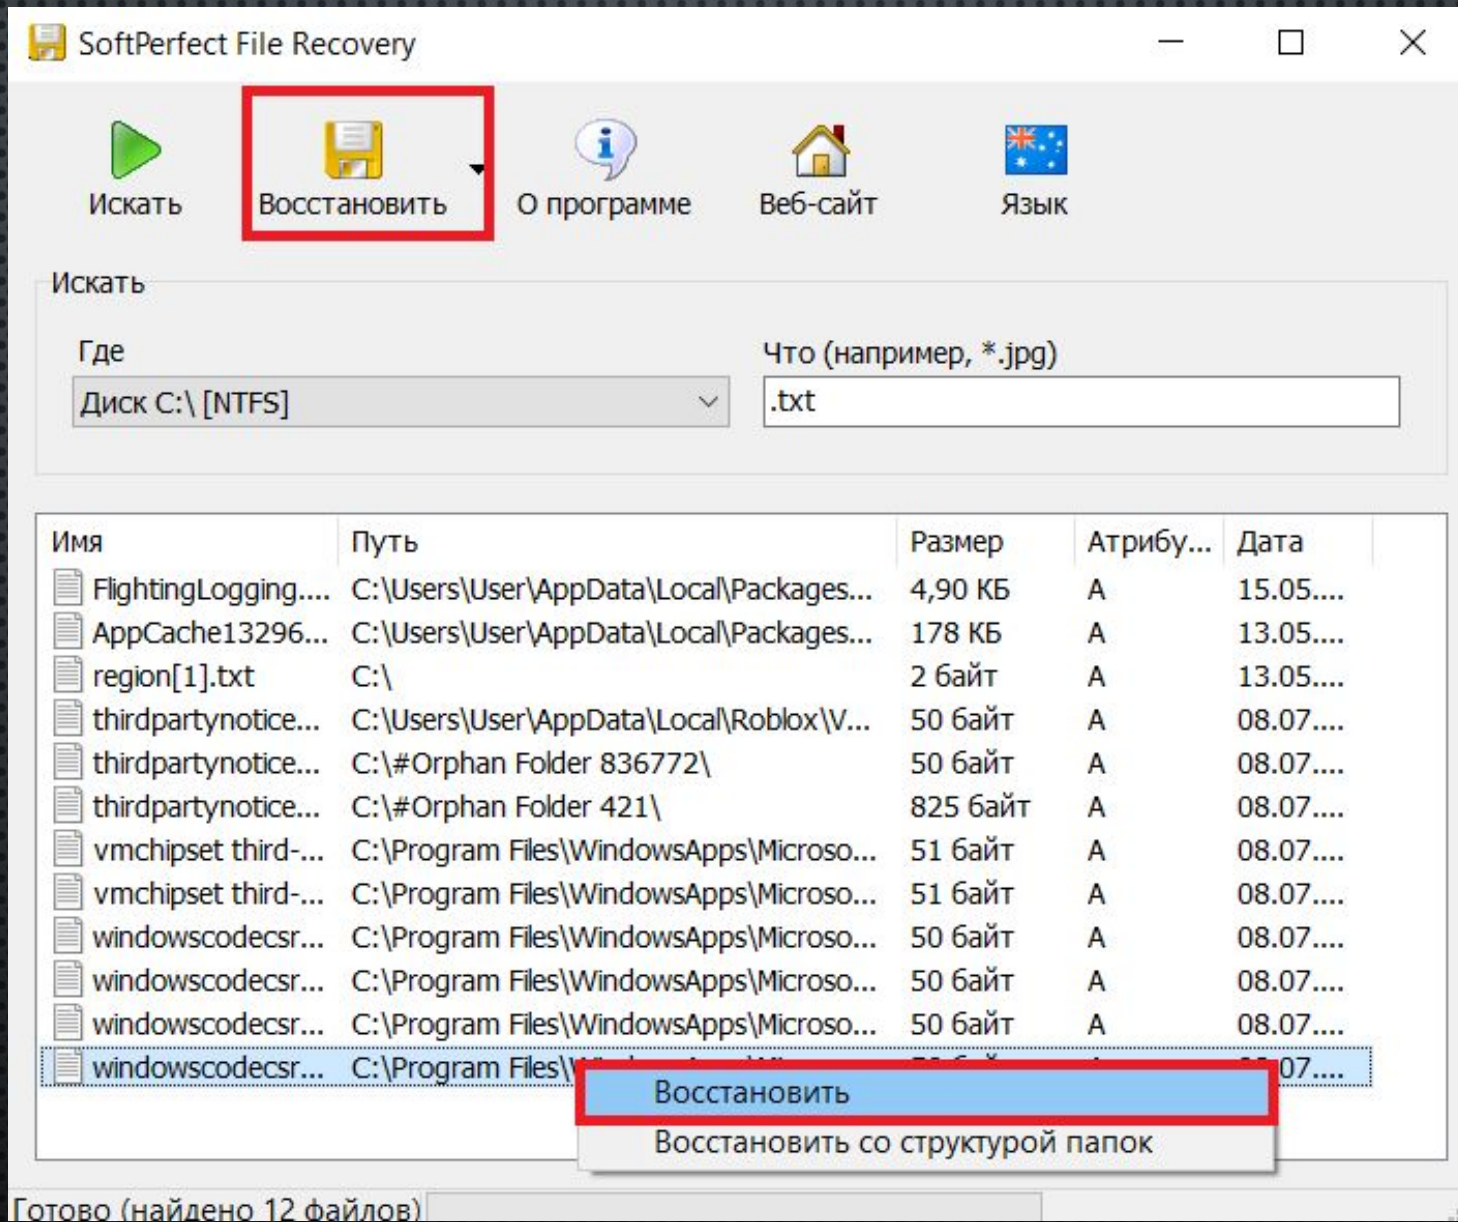 SoftPerfect File Recovery
Искать Восстановить О программе Веб-сайт Язык
Искать
Где Что (например, *.jpg)
Диск C:\ [NTFS] .txt
Имя Путь Размер Атрибу... Дата
FlightingLogging.... C:\Users\User\AppData\Local\Packages... 4,90 КБ A 15.05....
AppCache13296... C:\Users\User\AppData\Local\Packages... 178 КБ A 13.05....
region[1].txt C:\ 2 байт A 13.05....
thirdpartynotice... C:\Users\User\AppData\Local\Roblox\V... 50 байт A 08.07....
thirdpartynotice... C:\#Orphan Folder 836772\ 50 байт A 08.07....
thirdpartynotice... C:\#Orphan Folder 421\ 825 байт A 08.07....
vmchipset third-... C:\Program Files\WindowsApps\Microso... 51 байт A 08.07....
vmchipset third-... C:\Program Files\WindowsApps\Microso... 51 байт A 08.07....
windowscodecsr... C:\Program Files\WindowsApps\Microso... 50 байт A 08.07....
windowscodecsr... C:\Program Files\WindowsApps\Microso... 50 байт A 08.07....
windowscodecsr... C:\Program Files\WindowsApps\Microso... 50 байт A 08.07....
windowscodecsr... C:\Program Files\ 07....
Восстановить
Восстановить со структурой папок
Готово (найдено 12 файлов)